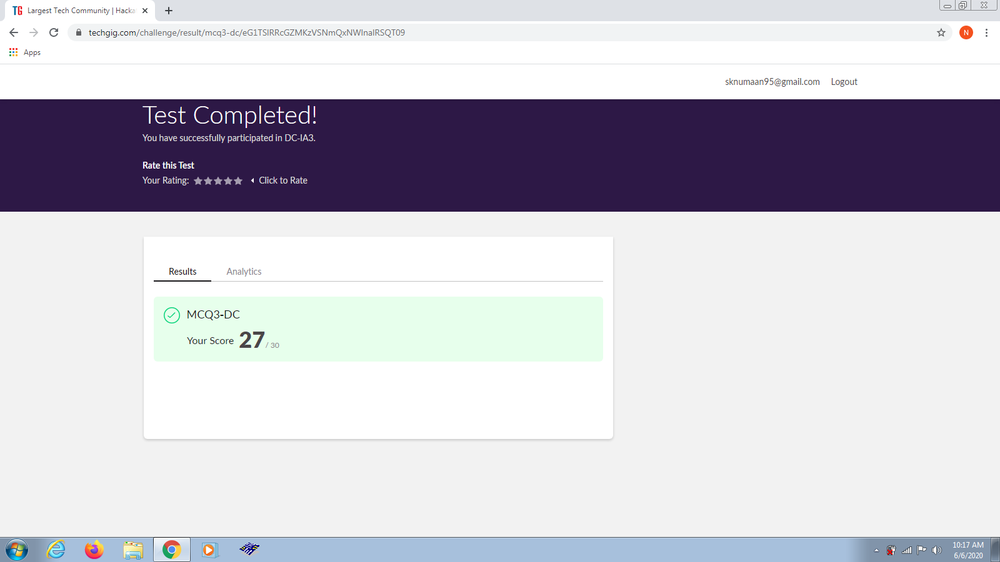 TG Largest Tech Community | Hacka
techgig.com/challenge/result/mcq3-dc/
Apps
sknumaan95@gmail.com Logout
Test Completed!
You have successfully participated in DC-IA3.
Rate this Test
Your Rating: Click to Rate
Results Analytics
MCQ3-DC
Your Score 27 / 30
N
10:17 AM
6/6/2020